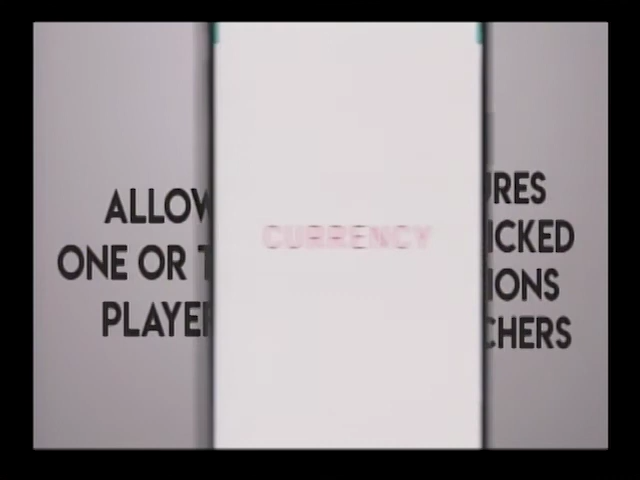 ALLOW
ONE OR T
PLAYE
CURRENCY
URES
ICKED
IONS
CHERS